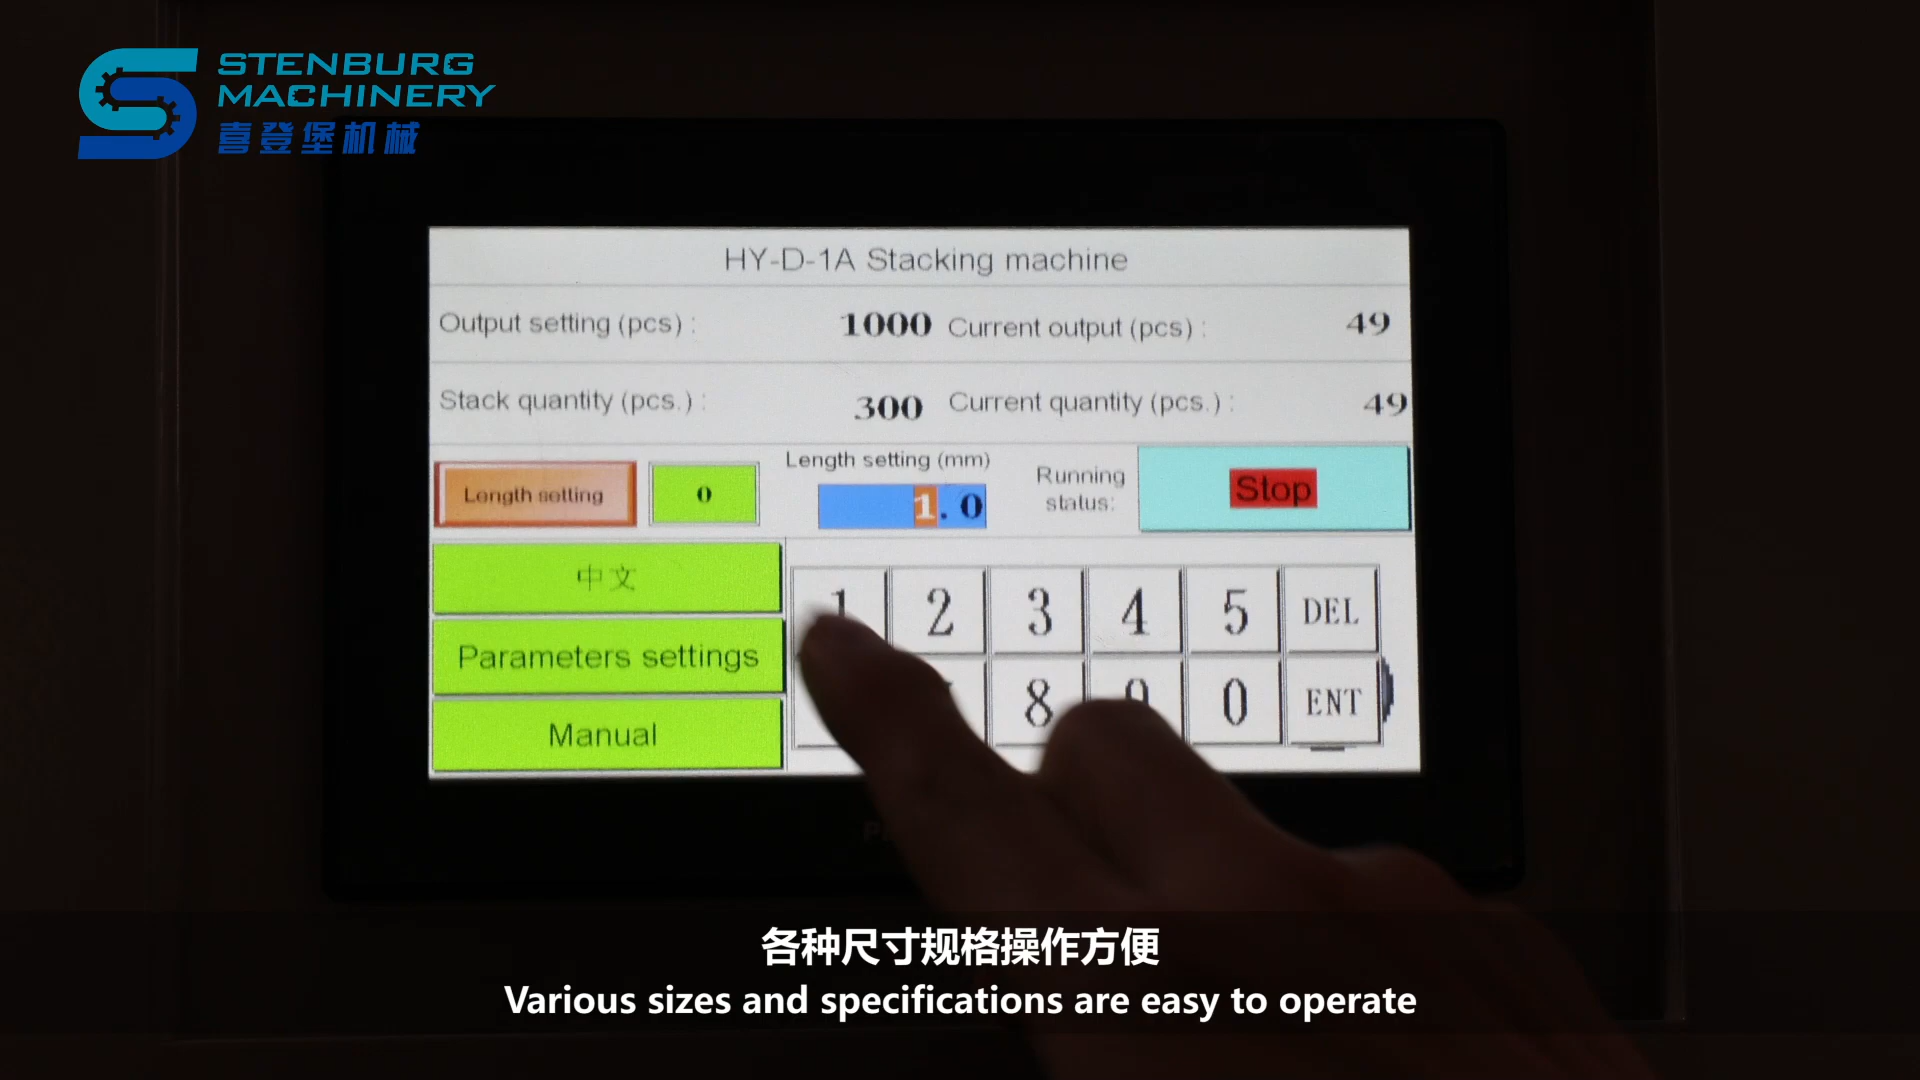 STENBURG
MACHINERY
喜登堡机械
HY-D-1A Stacking machine
Output setting (pcs) : 1000 Current output (pcs) : 49
Stack quantity (pcs.) : 300 Current quantity (pcs.) : 49
Length setting 0
Length setting (mm)
1.0
Running
status:
Stop
中文
Parameters settings
Manual
1 2 3 4 5 DEL
8 9 0 ENT
各种尺寸规格操作方便
Various sizes and specifications are easy to operate